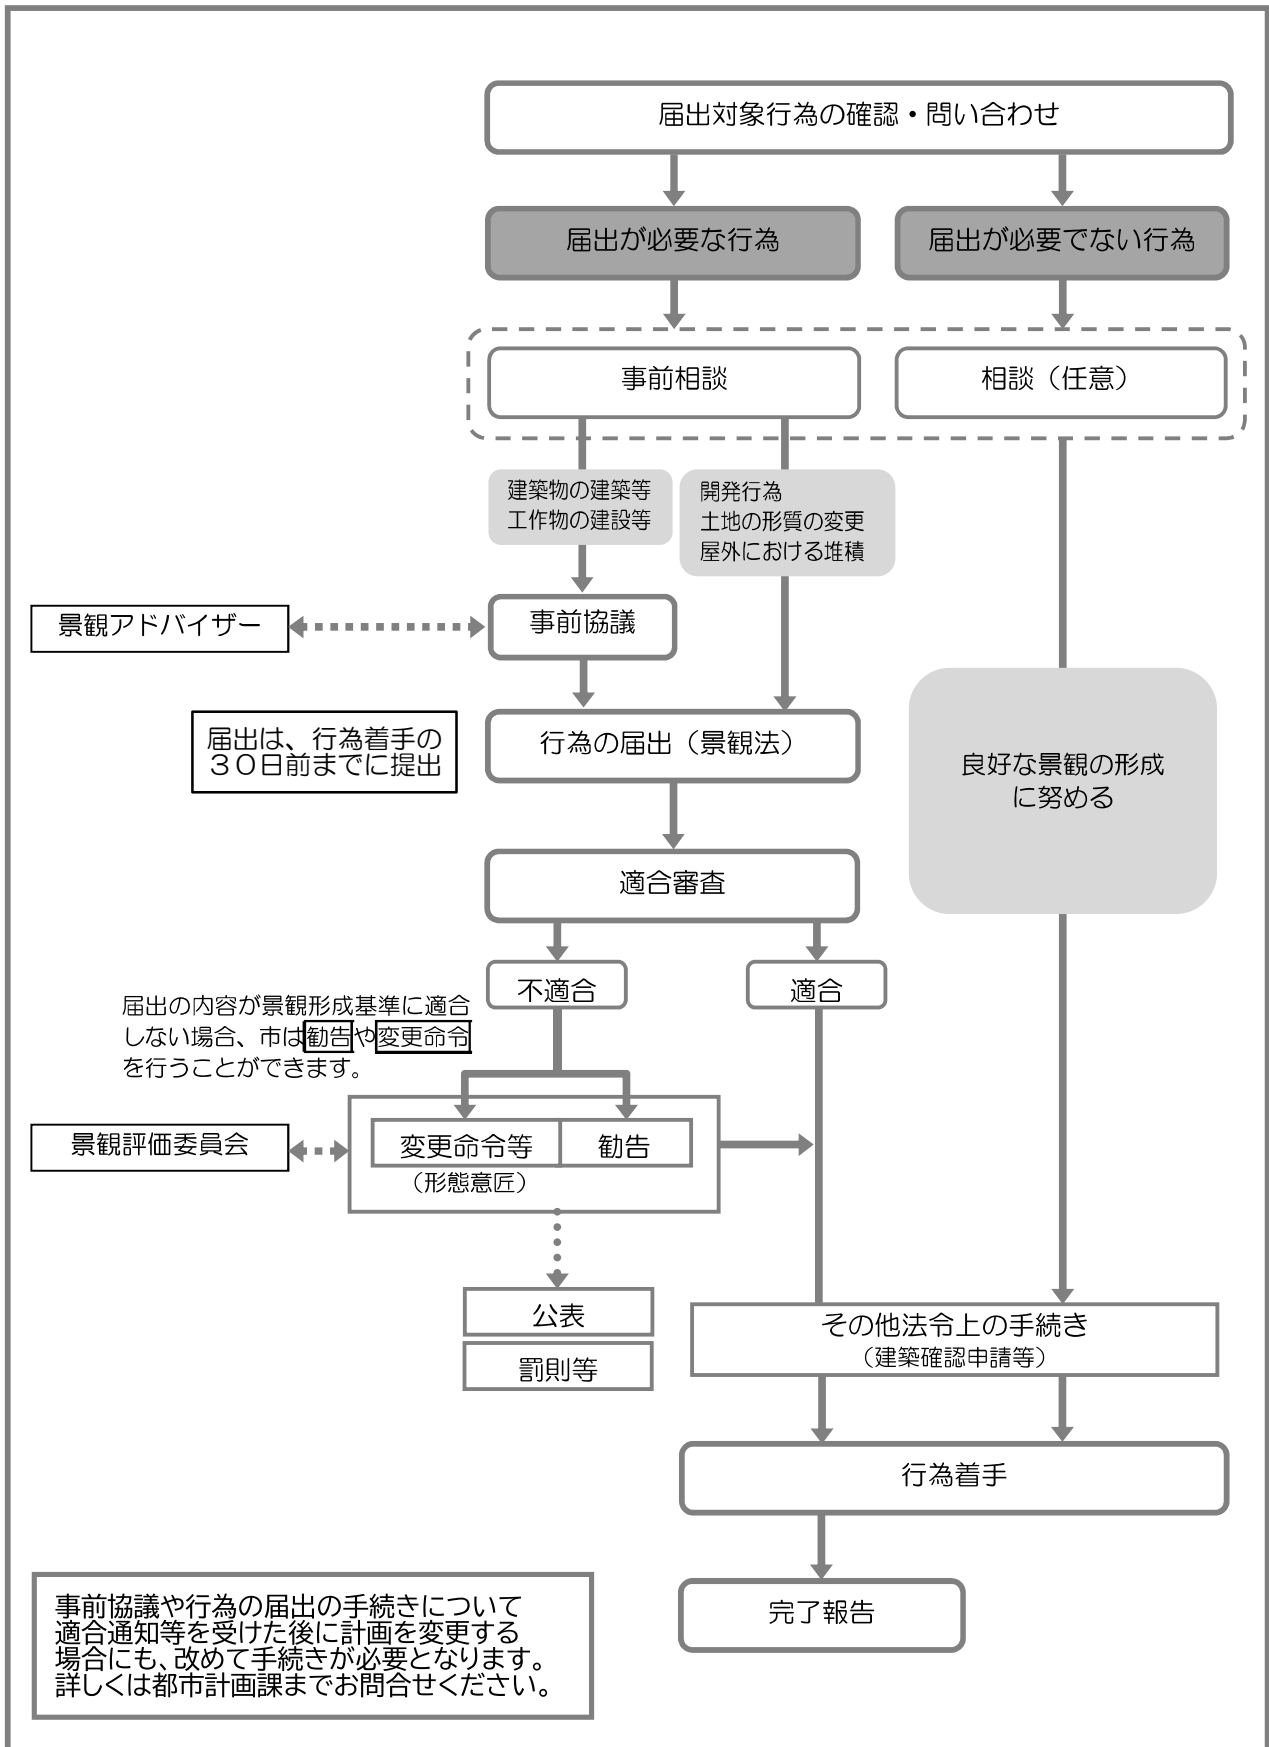 届出対象行為の確認・問い合わせ
届出が必要な行為
届出が必要でない行為
事前相談
相談（任意）
建築物の建築等
工作物の建設等
開発行為
土地の形質の変更
屋外における堆積
景観アドバイザー
事前協議
届出は、行為着手の
３０日前までに提出
行為の届出（景観法）
良好な景観の形成
に努める
適合審査
不適合
適合
届出の内容が景観形成基準に適合
しない場合、市は勧告や変更命令
を行うことができます。
景観評価委員会
変更命令等
勧告
（形態意匠）
公表
罰則等
その他法令上の手続き
（建築確認申請等）
行為着手
完了報告
事前協議や行為の届出の手続きについて
適合通知等を受けた後に計画を変更する
場合にも、改めて手続きが必要となります。
詳しくは都市計画課までお問合せください。